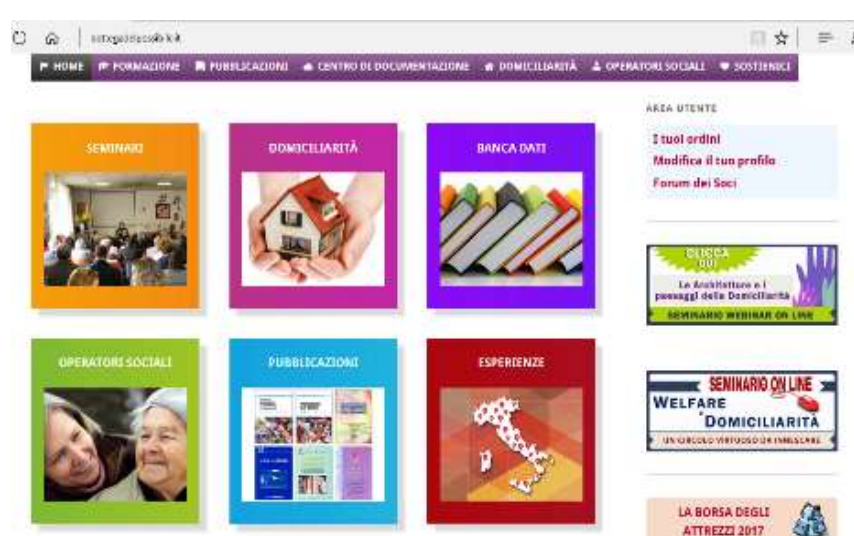 HOME FORMAZIONE PUBBLICAZIONI CENTRO DI DOCUMENTAZIONE DOMICILIARITÀ OPERATORI SOCIALI SOSTIENICI
AREA UTENTE
I tuoi ordini
Modifica il tuo profilo
Forum dei Soci
SEMINARI
DOMICILIARITÀ
BANCA DATI
CLICCA
QUI
Le Architetture e i
paesaggi della Domiciliarità
SEMINARIO WEBINAR ON LINE
OPERATORI SOCIALI
PUBBLICAZIONI
ESPERIENZE
SEMINARIO ON LINE
WELFARE
DOMICILIARITÀ
UN CIRCOLO VIRTUOSO DA INNESCARE
LA BORSA DEGLI
ATTREZZI 2017